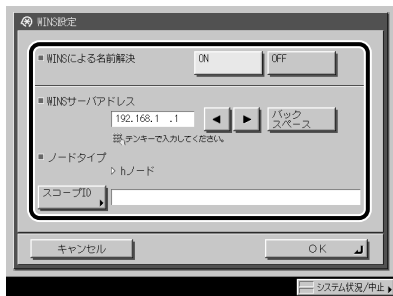 WINS設定
WINSによる名前解決 ON OFF
WINSサーバアドレス
192.168.1 .1 ◀ ▶ バックスペース
テンキーで入力してください。
ノードタイプ
▷ hノード
スコープID
キャンセル OK
システム状況/中止